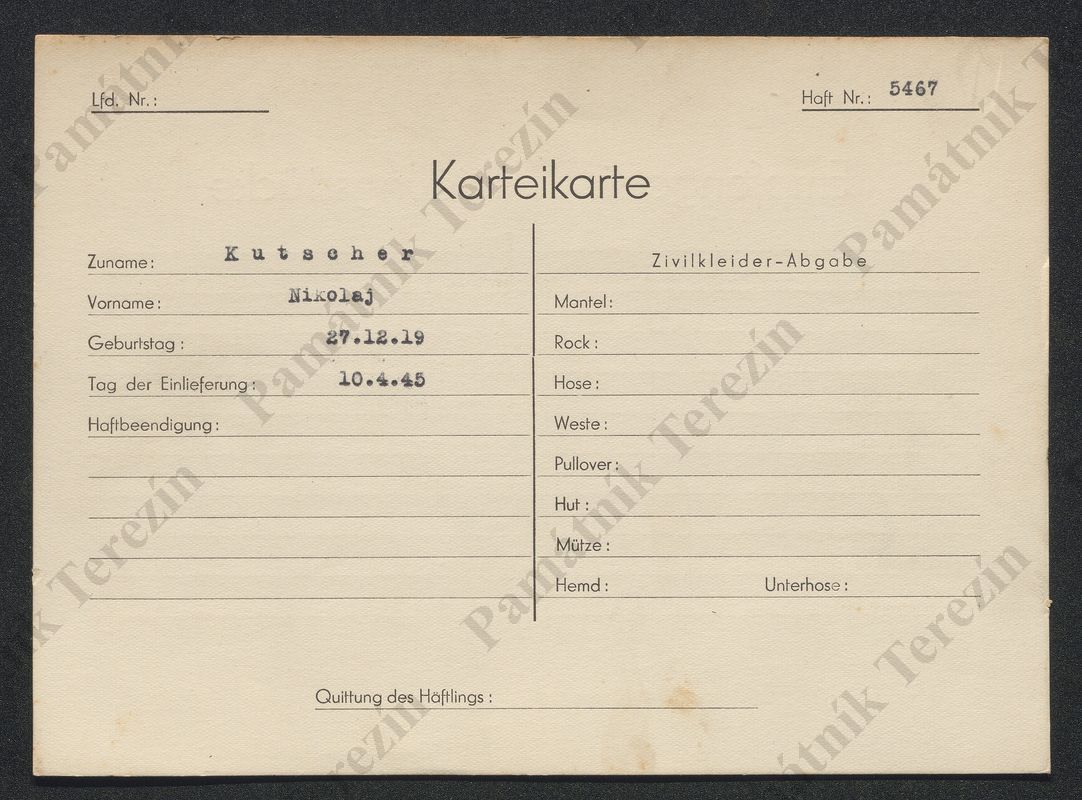 Lfd. Nr.:
Haft Nr.: 5467
Karteikarte
Zuname: Kutscher
Vorname: Nikolaj
Geburtstag: 27.12.19
Tag der Einlieferung: 10.4.45
Haftbeendigung:
Zivilkleider-Abgabe
Mantel:
Rock:
Hose:
Weste:
Pullover:
Hut:
Mütze:
Hemd: Unterhose:
Quittung des Häftlings:
Památník Terezín